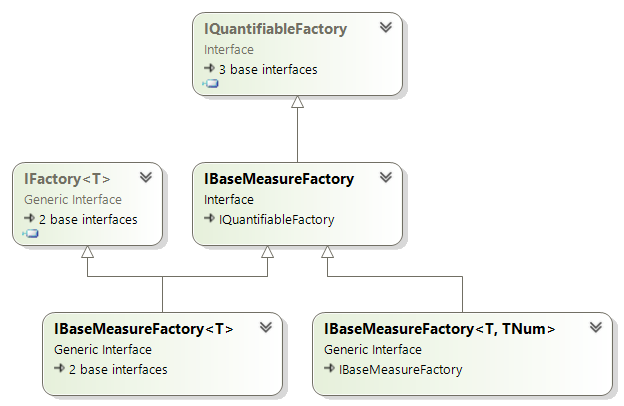 IQuantifiableFactory
Interface
3 base interfaces
IFactory<T>
Generic Interface
2 base interfaces
IBaseMeasureFactory
Interface
IQuantifiableFactory
IBaseMeasureFactory<T>
Generic Interface
2 base interfaces
IBaseMeasureFactory<T, TNum>
Generic Interface
IBaseMeasureFactory